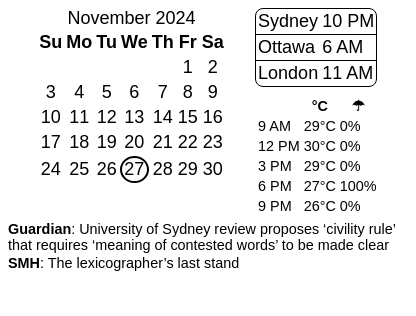 November 2024
Su Mo Tu We Th Fr Sa
1 2
3 4 5 6 7 8 9
10 11 12 13 14 15 16
17 18 19 20 21 22 23
24 25 26 27 28 29 30
Sydney 10 PM
Ottawa 6 AM
London 11 AM
°C ☂
9 AM 29°C 0%
12 PM 30°C 0%
3 PM 29°C 0%
6 PM 27°C 100%
9 PM 26°C 0%
Guardian: University of Sydney review proposes ‘civility rule’
that requires ‘meaning of contested words’ to be made clear
SMH: The lexicographer’s last stand